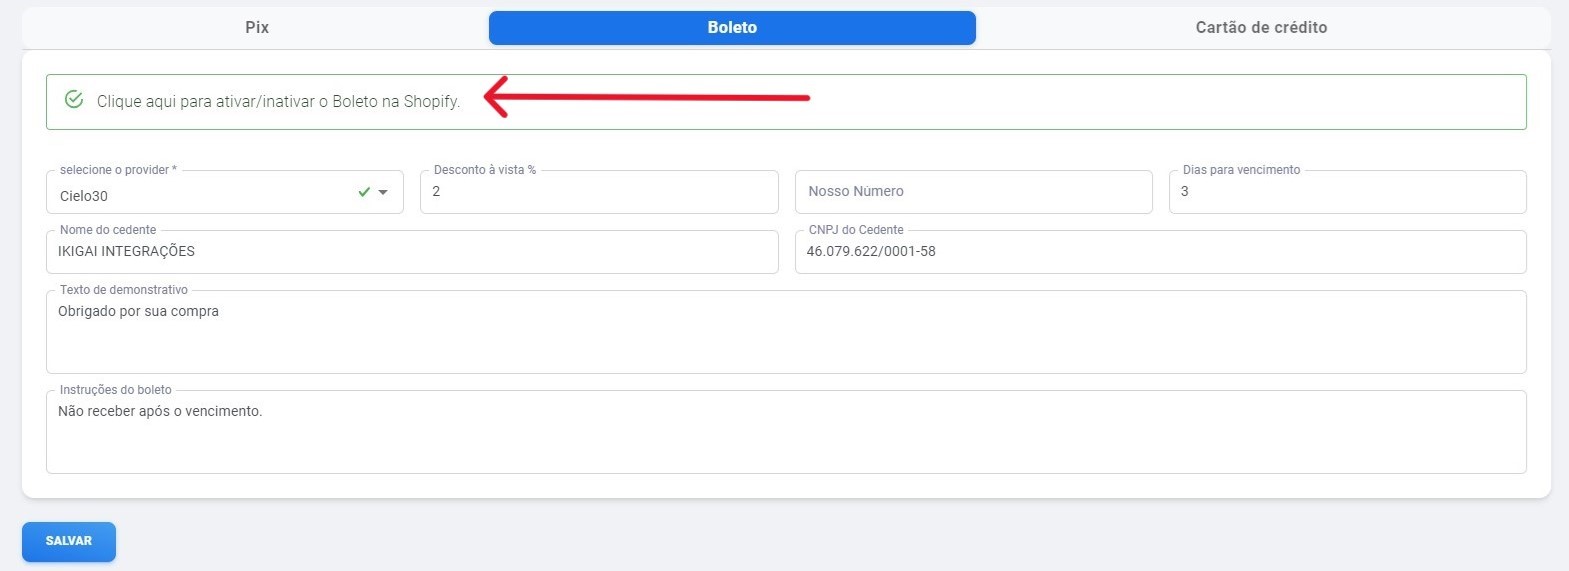 Pix
Boleto
Cartão de crédito
Clique aqui para ativar/inativar o Boleto na Shopify.
selecione o provider *
Cielo30
Desconto à vista %
2
Nosso Número
Dias para vencimento
3
Nome do cedente
IKIGAI INTEGRAÇÕES
CNPJ do Cedente
46.079.622/0001-58
Texto de demonstrativo
Obrigado por sua compra
Instruções do boleto
Não receber após o vencimento.
SALVAR